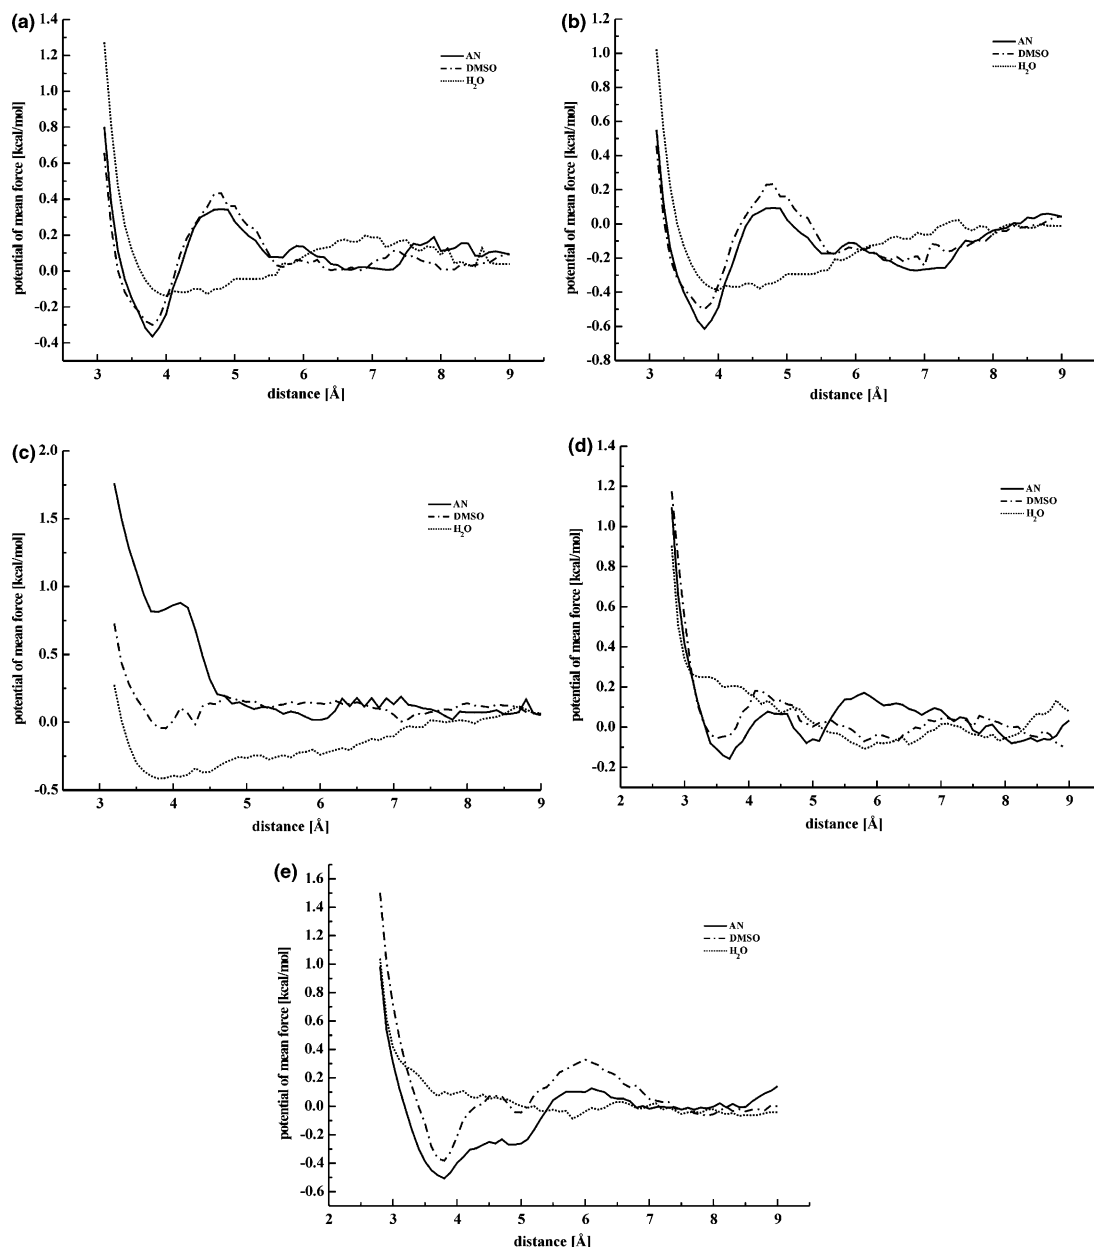 (a)
1.4
1.2
1.0
0.8
0.6
0.4
0.2
0.0
-0.2
-0.4
potential of mean force [kcal/mol]
AN
DMSO
H2O
3 4 5 6 7 8 9
distance [Å]
(b)
1.2
1.0
0.8
0.6
0.4
0.2
0.0
-0.2
-0.4
-0.6
-0.8
potential of mean force [kcal/mol]
AN
DMSO
H2O
3 4 5 6 7 8 9
distance [Å]
(c)
2.0
1.5
1.0
0.5
0.0
-0.5
potential of mean force [kcal/mol]
AN
DMSO
H2O
3 4 5 6 7 8 9
distance [Å]
(d)
1.4
1.2
1.0
0.8
0.6
0.4
0.2
0.0
-0.2
potential of mean force [kcal/mol]
AN
DMSO
H2O
2 3 4 5 6 7 8 9
distance [Å]
(e)
1.6
1.4
1.2
1.0
0.8
0.6
0.4
0.2
0.0
-0.2
-0.4
-0.6
potential of mean force [kcal/mol]
AN
DMSO
H2O
2 3 4 5 6 7 8 9
distance [Å]